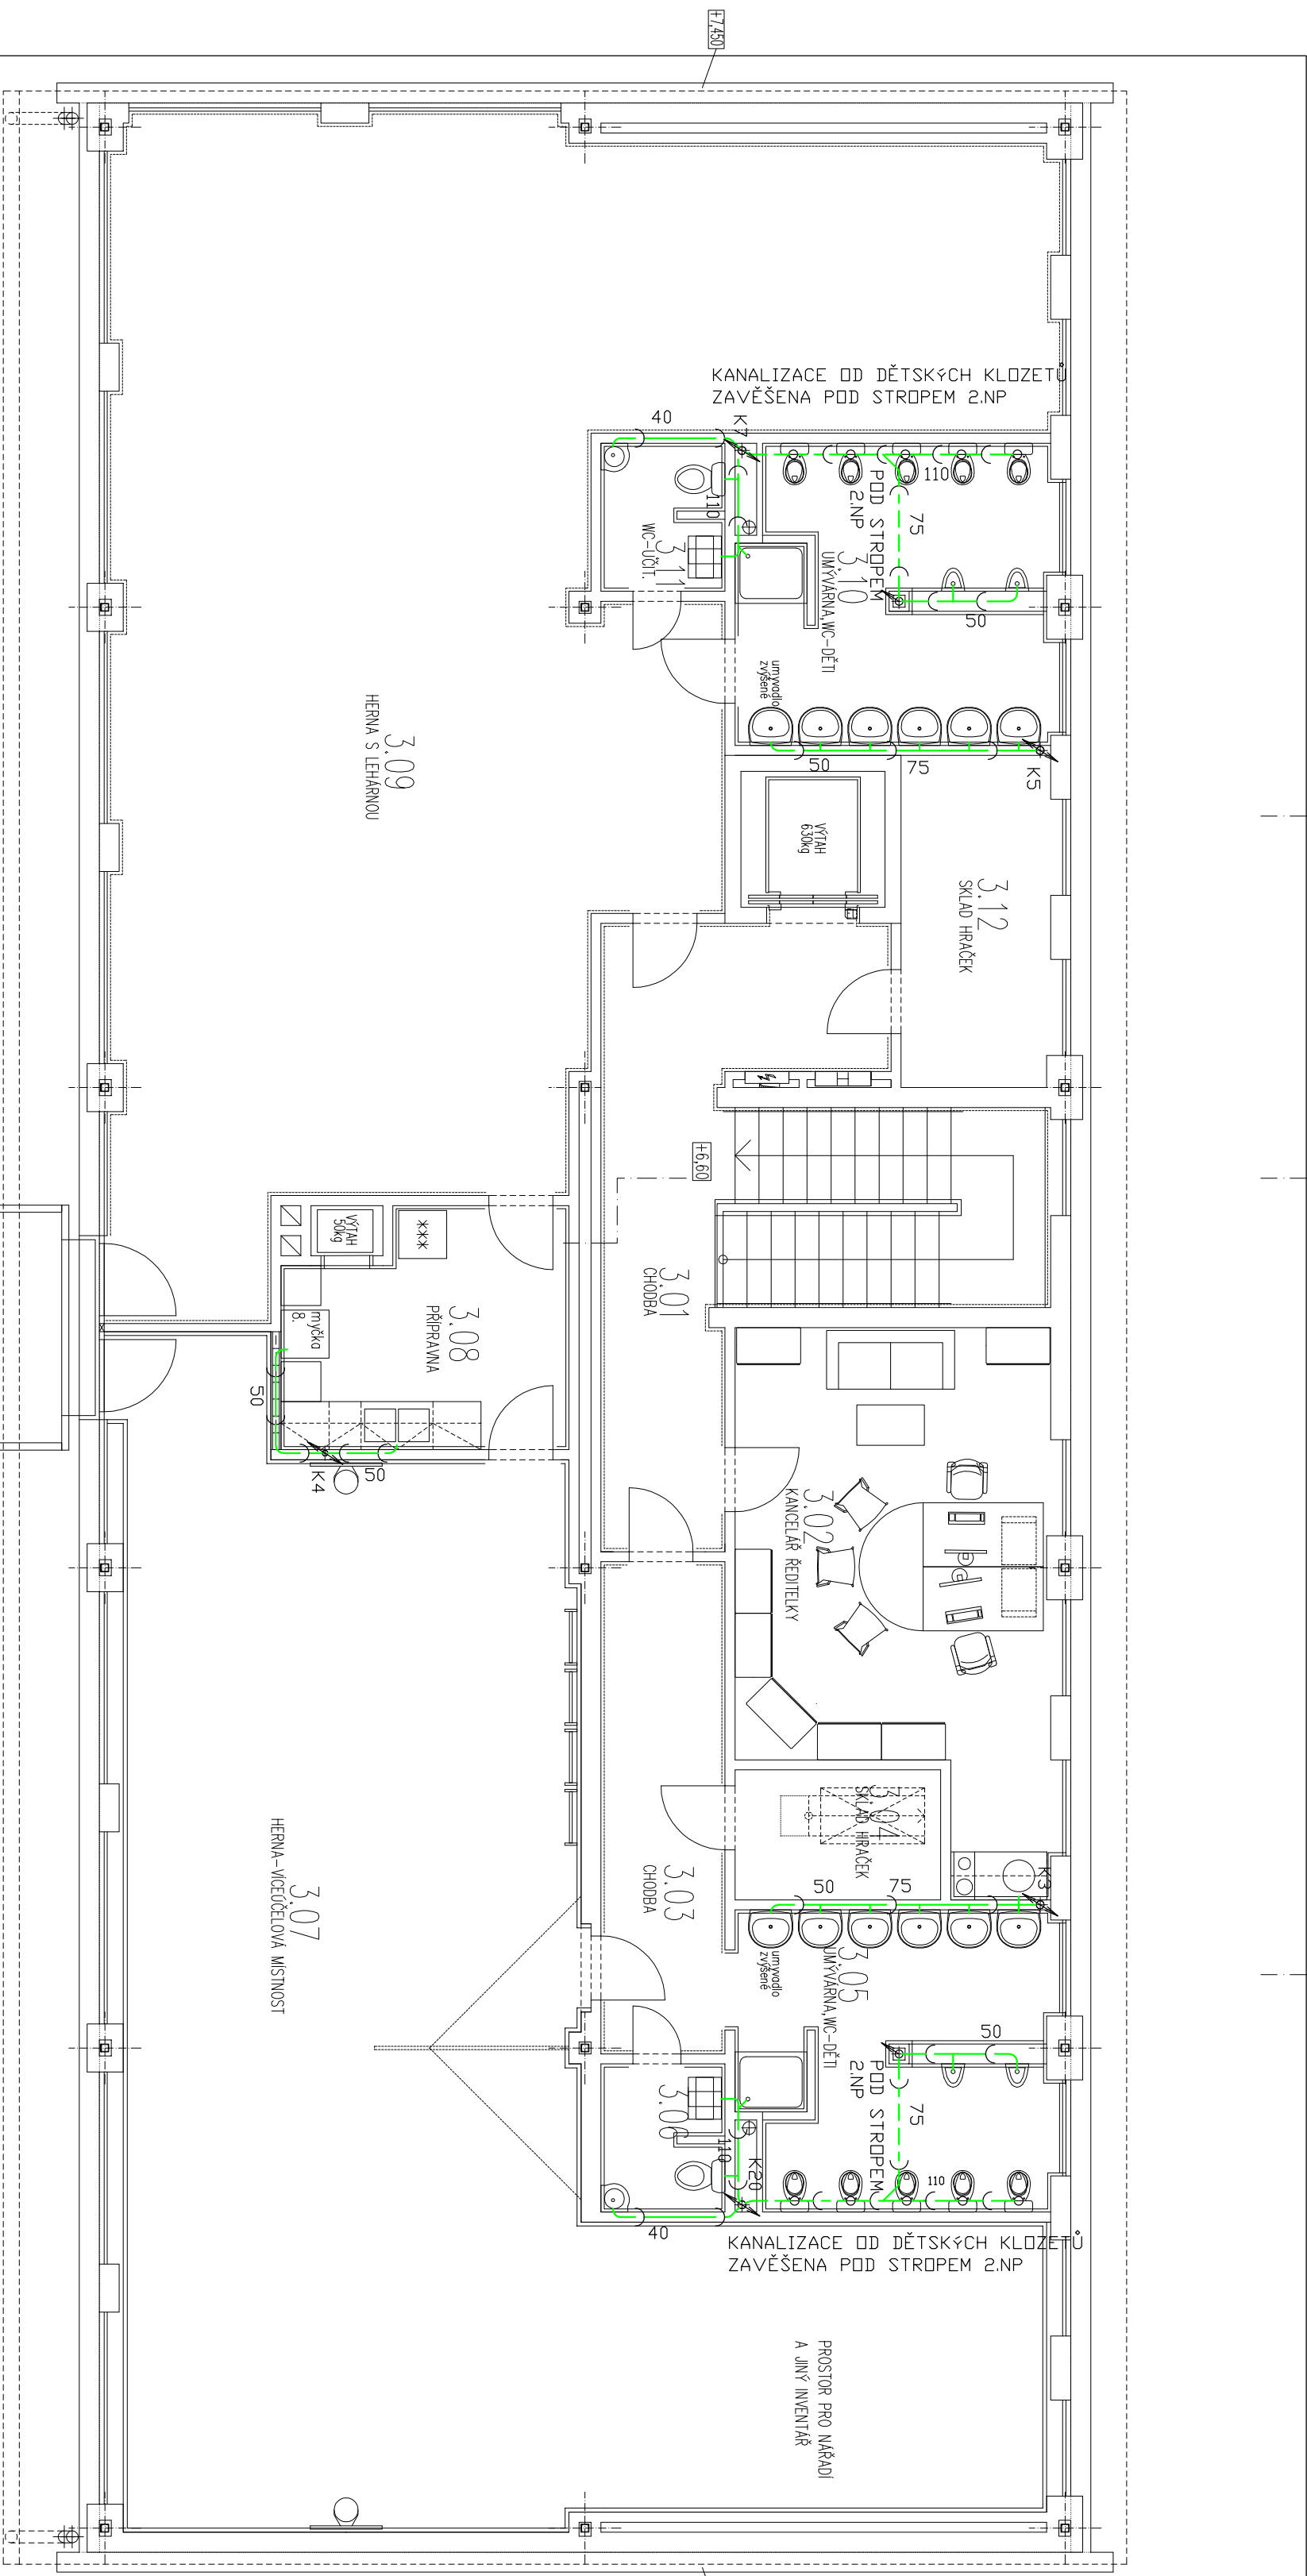 +7,450
KANALIZACE OD DĚTSKÝCH KLOZETŮ
ZAVĚŠENA POD STROPEM 2.NP
40
K7
110
110
POD STROPEM
2.NP
75
3.11
WC-UČIT.
3.10
UMÝVÁRNA,WC-DĚTI
50
umyvadlo
zvýšené
50
75
K5
3.09
HERNA S LEHÁRNOU
VÝTAH
630kg
3.12
SKLAD HRAČEK
+6,60
VÝTAH
50kg
***
3.01
CHODBA
myčka
8.
3.08
PŘÍPRAVNA
50
50
K4
3.02
KANCELÁŘ ŘEDITELKY
3.04
SKLAD HRAČEK
3.03
CHODBA
50
75
K3
3.07
HERNA-VÍCEÚČELOVÁ MÍSTNOST
umyvadlo
zvýšené
3.05
UMÝVÁRNA,WC-DĚTI
50
POD STROPEM
2.NP
75
3.06
110
K20
110
40
KANALIZACE OD DĚTSKÝCH KLOZETŮ
ZAVĚŠENA POD STROPEM 2.NP
PROSTOR PRO NÁŘADÍ
A JINÝ INVENTÁŘ